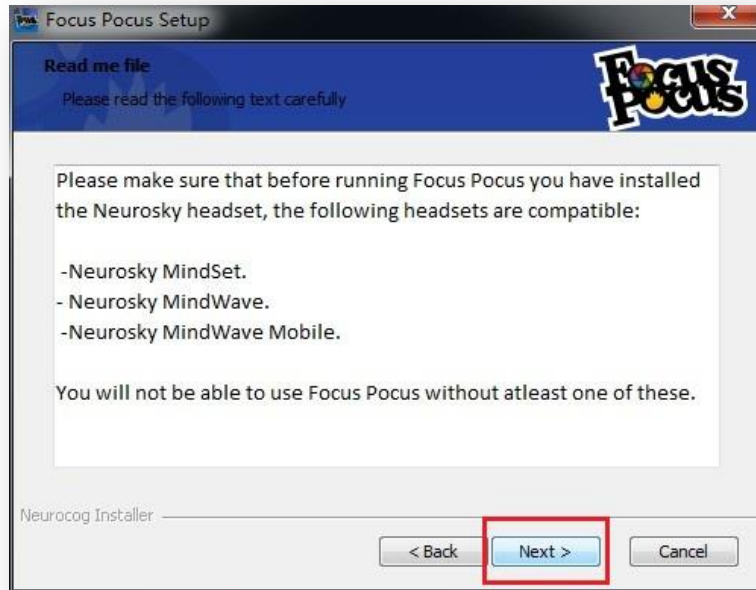 Focus Pocus Setup
Read me file
Please read the following text carefully
Focus
Pocus
Please make sure that before running Focus Pocus you have installed
the Neurosky headset, the following headsets are compatible:
-Neurosky MindSet.
- Neurosky MindWave.
-Neurosky MindWave Mobile.
You will not be able to use Focus Pocus without atleast one of these.
Neurocog Installer
< Back Next > Cancel